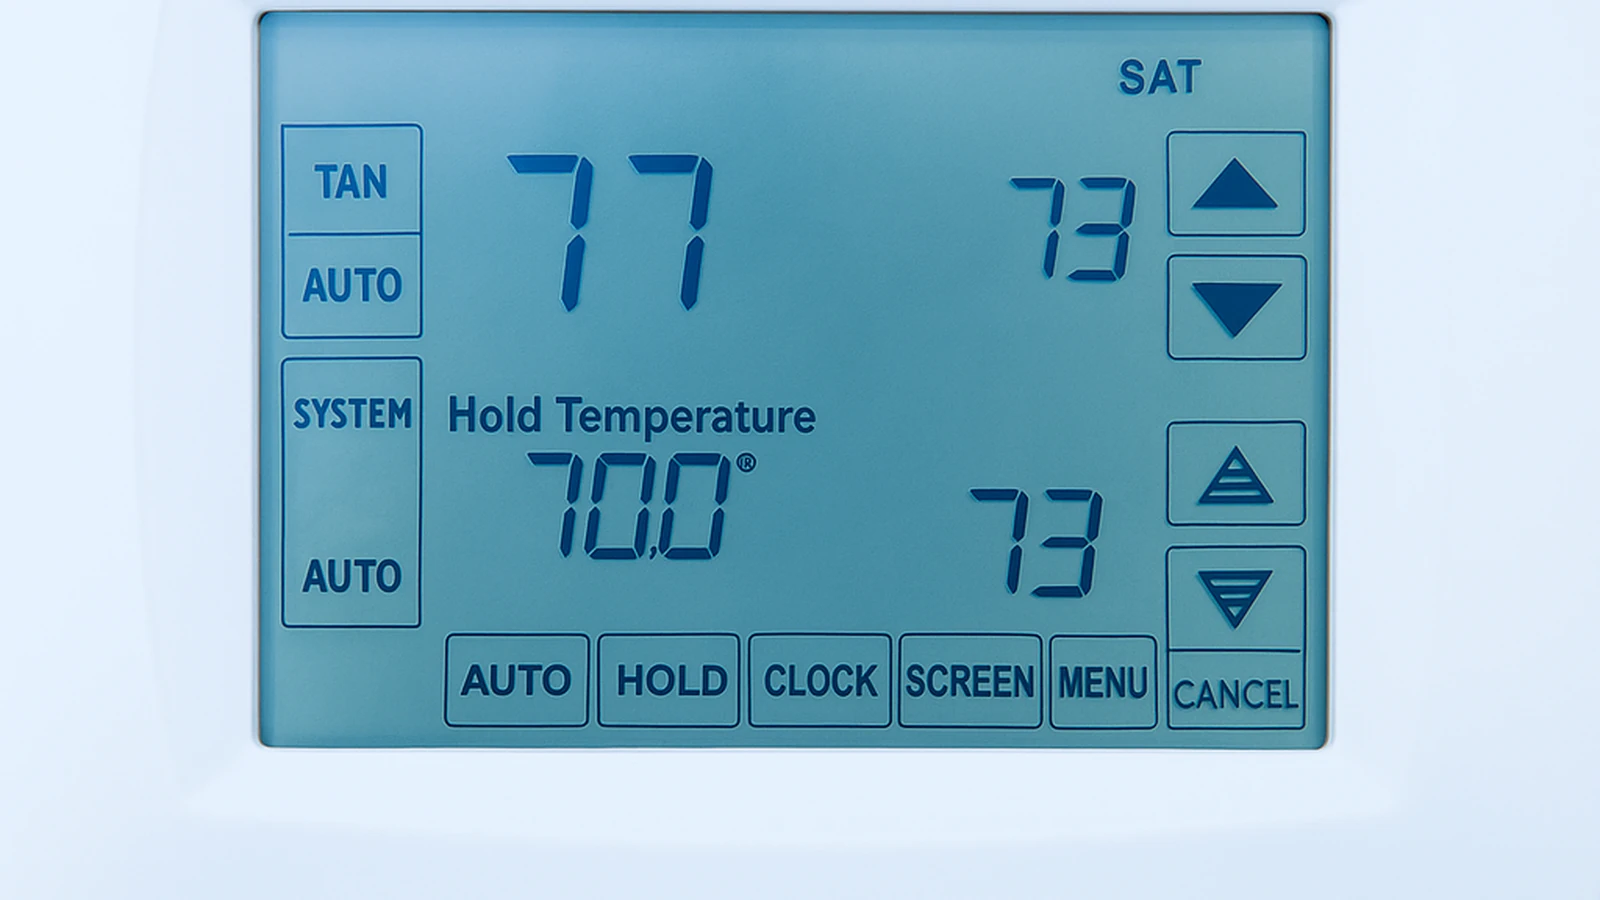 SAT
TAN
77
73
AUTO
SYSTEM
Hold Temperature
70,0®
73
AUTO
AUTO
HOLD
CLOCK
SCREEN
MENU
CANCEL